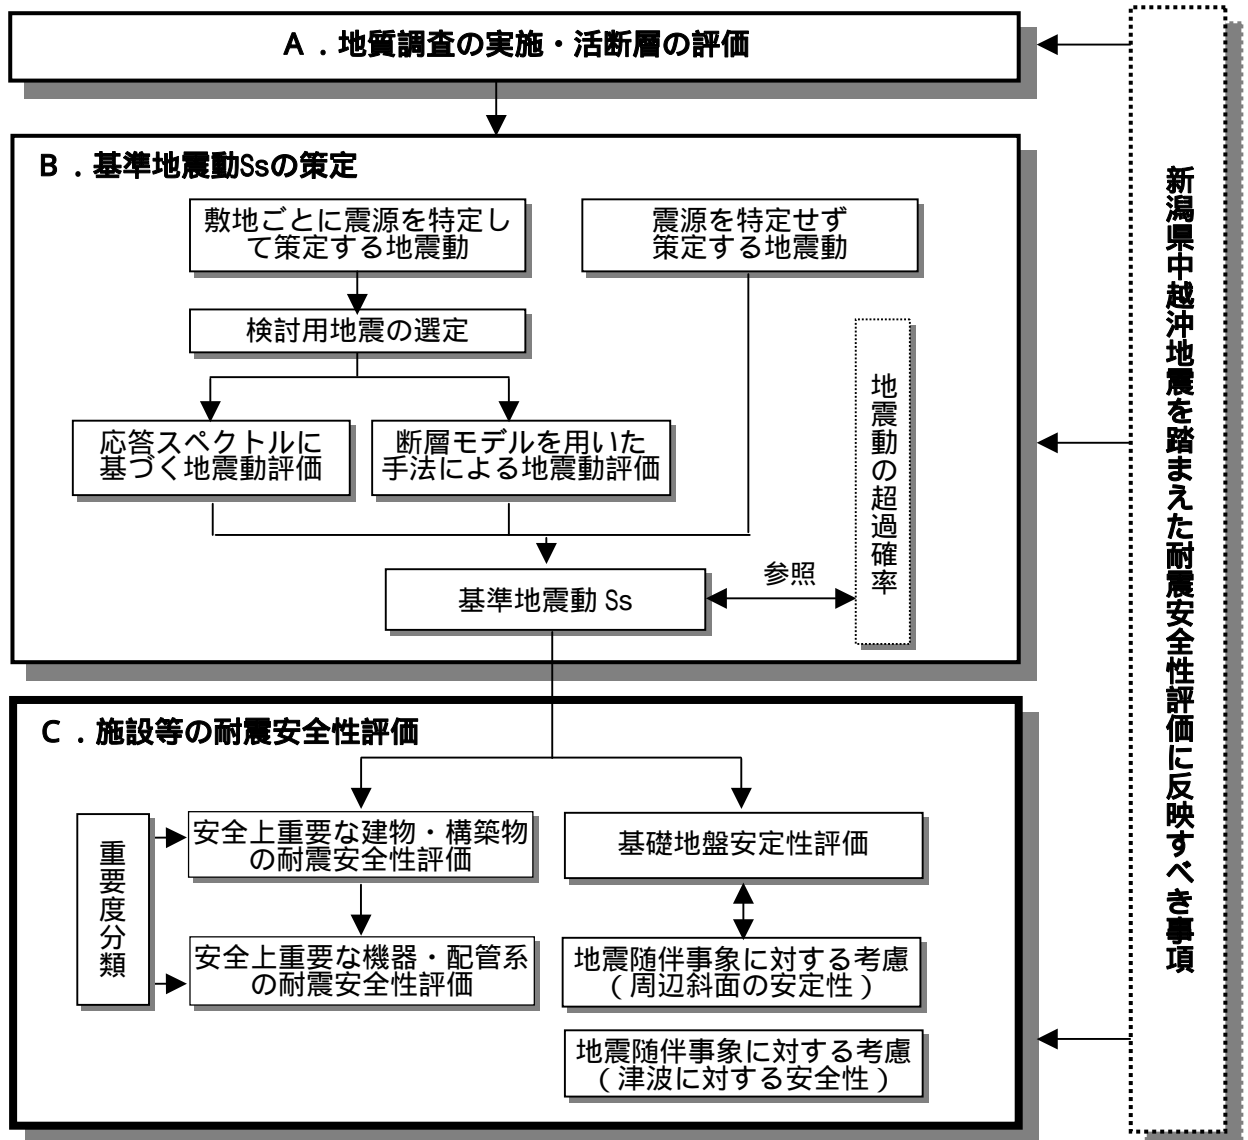 A．地質調査の実施・活断層の評価
B．基準地震動Ssの策定
敷地ごとに震源を特定し
て策定する地震動
震源を特定せず
策定する地震動
検討用地震の選定
応答スペクトルに
基づく地震動評価
断層モデルを用いた
手法による地震動評価
地震動の超過確率
基準地震動 Ss
参照
C．施設等の耐震安全性評価
重要度分類
安全上重要な建物・構築物
の耐震安全性評価
基礎地盤安定性評価
安全上重要な機器・配管系
の耐震安全性評価
地震随伴事象に対する考慮
（周辺斜面の安定性）
地震随伴事象に対する考慮
（津波に対する安全性）
新潟県中越沖地震を踏まえた耐震安全性評価に反映すべき事項